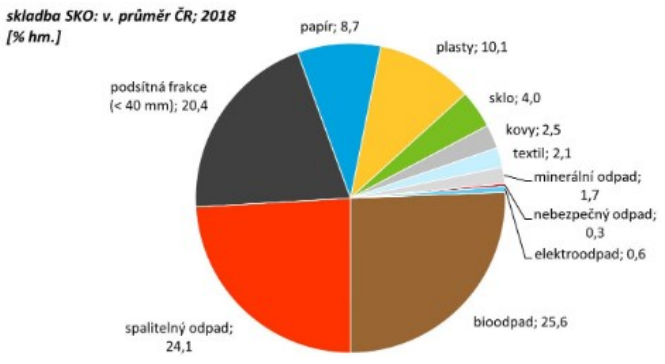 skladba SKO: v. průměr ČR; 2018
[% hm.]
papír; 8,7
plasty; 10,1
sklo; 4,0
kovy; 2,5
textil; 2,1
minerální odpad;
1,7
nebezpečný odpad;
0,3
elektroodpad; 0,6
bioodpad; 25,6
spalitelný odpad;
24,1
podsítná frakce
(< 40 mm); 20,4